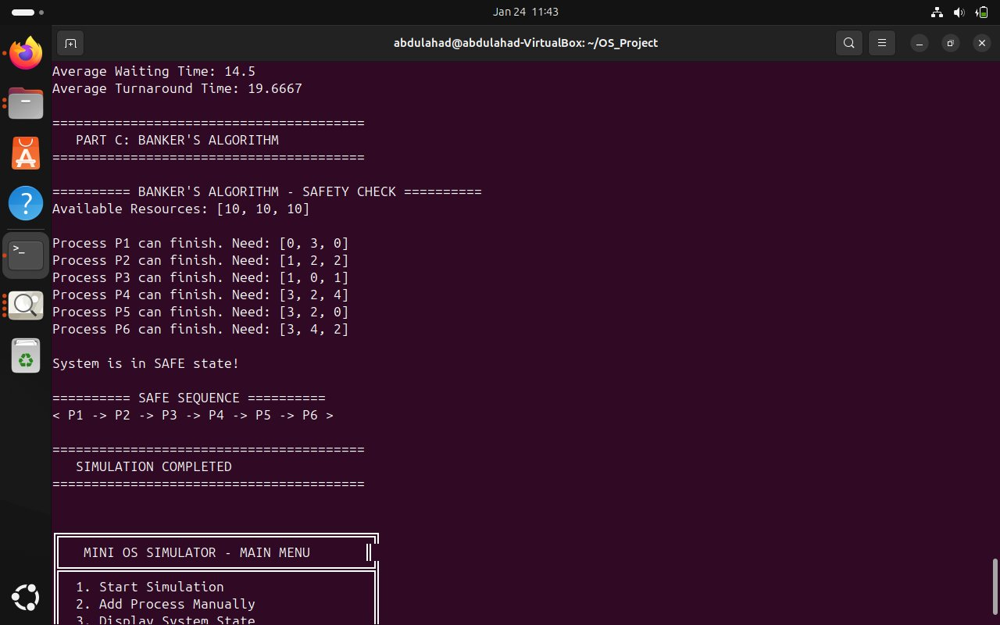 Jan 24 11:43
abdulahad@abdulahad-VirtualBox: ~/OS_Project
Average Waiting Time: 14.5
Average Turnaround Time: 19.6667
========================================
PART C: BANKER'S ALGORITHM
========================================
========== BANKER'S ALGORITHM - SAFETY CHECK ==========
Available Resources: [10, 10, 10]
Process P1 can finish. Need: [0, 3, 0]
Process P2 can finish. Need: [1, 2, 2]
Process P3 can finish. Need: [1, 0, 1]
Process P4 can finish. Need: [3, 2, 4]
Process P5 can finish. Need: [3, 2, 0]
Process P6 can finish. Need: [3, 4, 2]
System is in SAFE state!
========== SAFE SEQUENCE ==========
< P1 -> P2 -> P3 -> P4 -> P5 -> P6 >
========================================
SIMULATION COMPLETED
========================================
MINI OS SIMULATOR - MAIN MENU
1. Start Simulation
2. Add Process Manually
3. Display System State